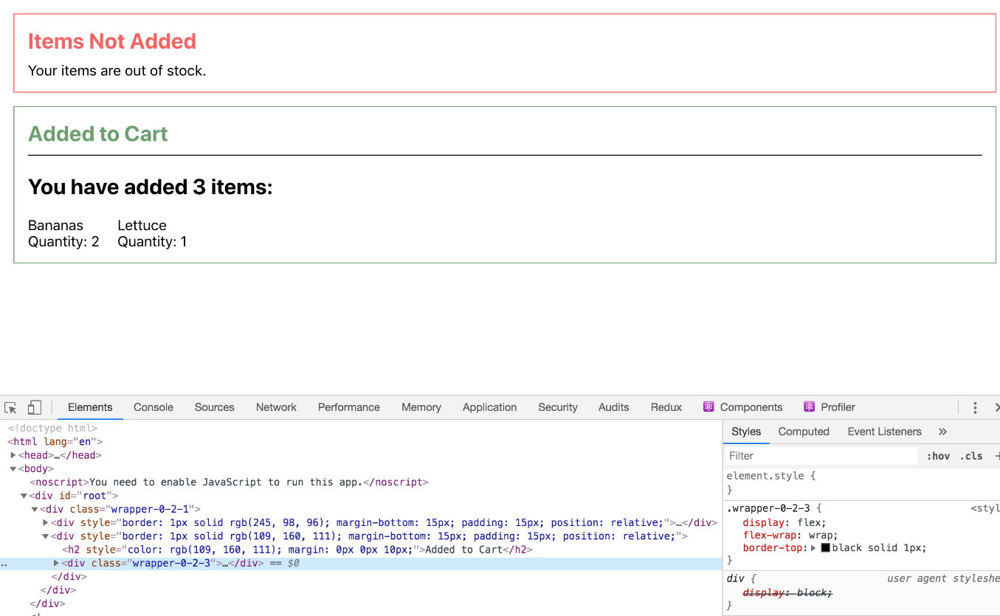 Items Not Added
Your items are out of stock.
Added to Cart
You have added 3 items:
Bananas Lettuce
Quantity: 2 Quantity: 1
Elements Console Sources Network Performance Memory Application Security Audits Redux Components Profiler
<!doctype html>
<html lang="en">
<head>…</head>
<body>
<noscript>You need to enable JavaScript to run this app.</noscript>
<div id="root">
<div class="wrapper-0-2-1">
<div style="border: 1px solid rgb(245, 98, 96); margin-bottom: 15px; padding: 15px; position: relative;">…</div>
<div style="border: 1px solid rgb(109, 160, 111); margin-bottom: 15px; padding: 15px; position: relative;">
<h2 style="color: rgb(109, 160, 111); margin: 0px 0px 10px;">Added to Cart</h2>
<div class="wrapper-0-2-3">…</div> == $0
</div>
</div>
</div>
Styles Computed Event Listeners »
Filter :hov .cls +
element.style {
}
.wrapper-0-2-3 { <styl
display: flex;
flex-wrap: wrap;
border-top: black solid 1px;
}
div { user agent styleshe
display: block;
}